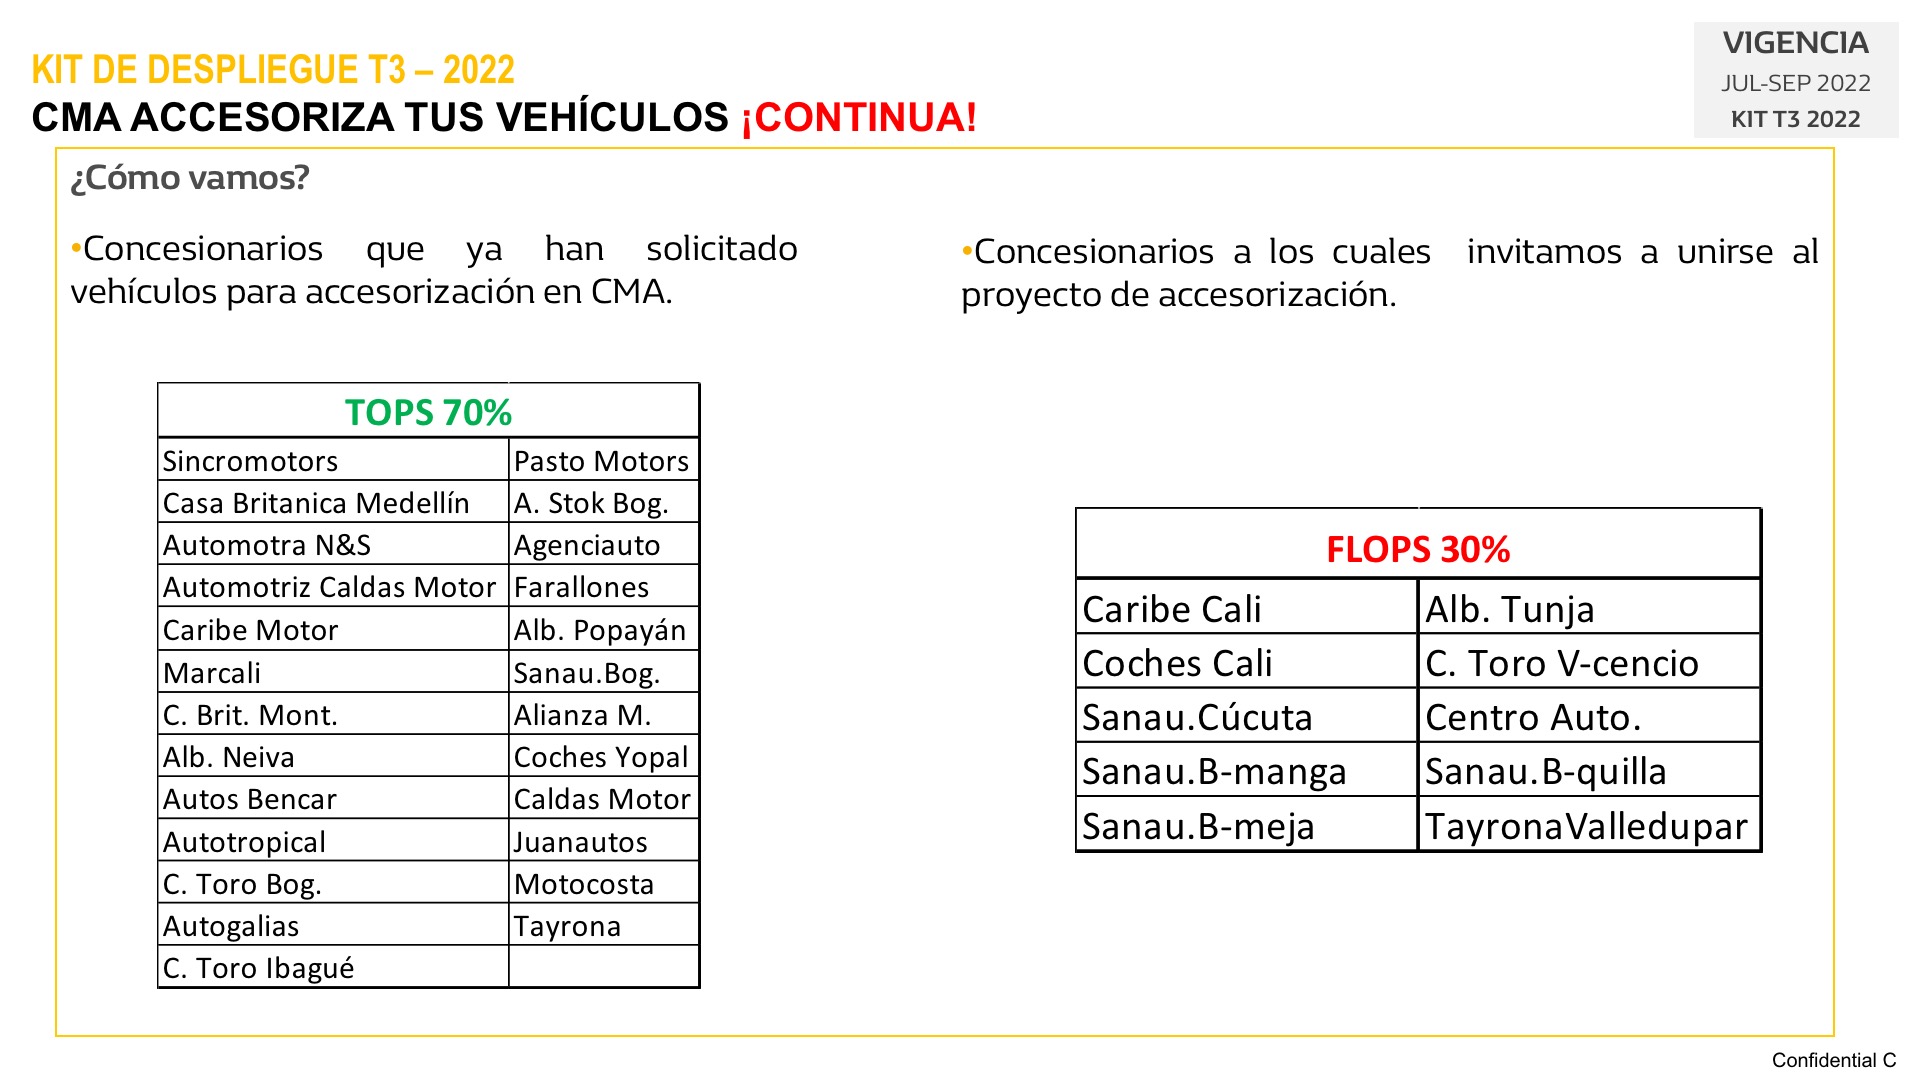 KIT DE DESPLIEGUE T3 – 2022
CMA ACCESORIZA TUS VEHÍCULOS ¡CONTINUA!
VIGENCIA
JUL-SEP 2022
KIT T3 2022
¿Cómo vamos?
•Concesionarios que ya han solicitado
vehículos para accesorización en CMA.
•Concesionarios a los cuales invitamos a unirse al
proyecto de accesorización.
TOPS 70%
Sincromotors Pasto Motors
Casa Britanica Medellín A. Stok Bog.
Automotra N&S Agenciauto
Automotriz Caldas Motor Farallones
Caribe Motor Alb. Popayán
Marcali Sanau.Bog.
C. Brit. Mont. Alianza M.
Alb. Neiva Coches Yopal
Autos Bencar Caldas Motor
Autotropical Juanautos
C. Toro Bog. Motocosta
Autogalias Tayrona
C. Toro Ibagué
FLOPS 30%
Caribe Cali Alb. Tunja
Coches Cali C. Toro V-cencio
Sanau.Cúcuta Centro Auto.
Sanau.B-manga Sanau.B-quilla
Sanau.B-meja TayronaValledupar
Confidential C